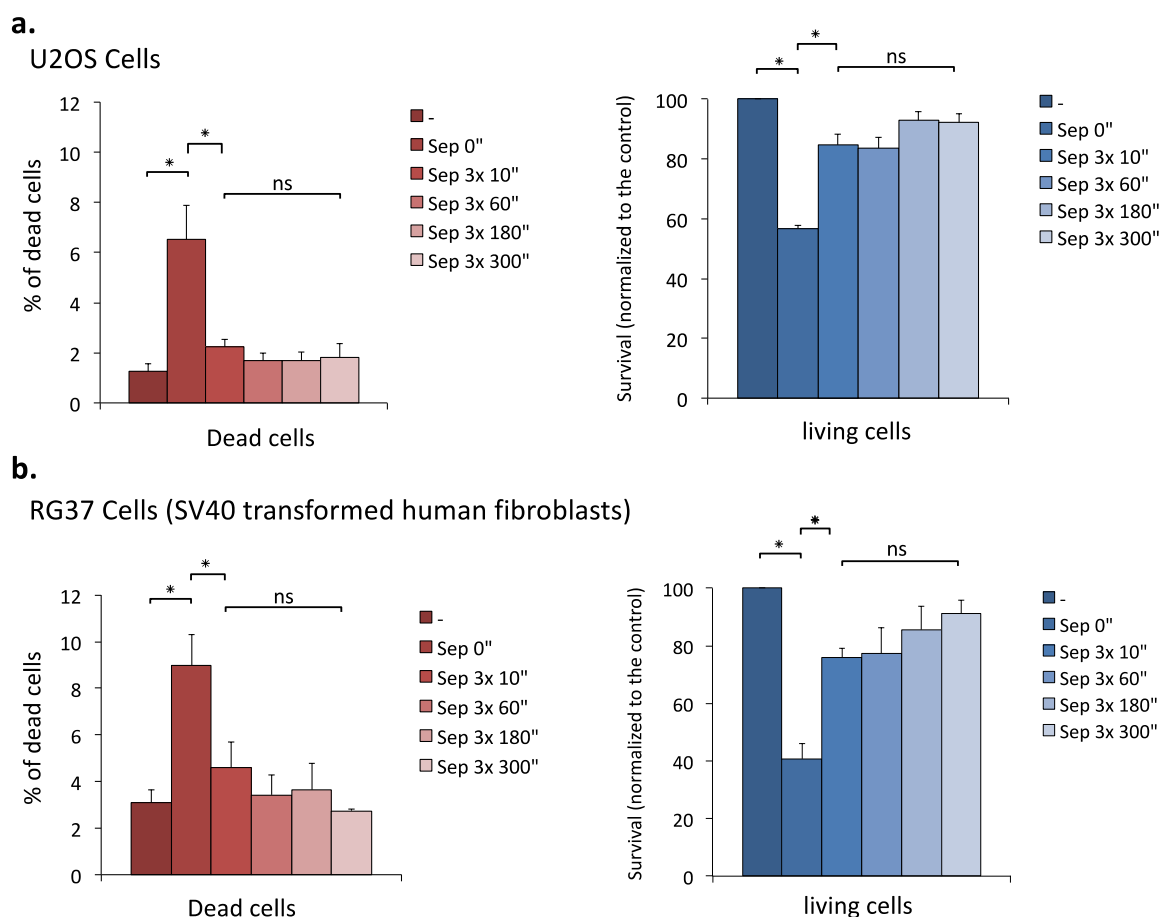 a.
U2OS Cells
% of dead cells
12
10
8
6
4
2
0
*
*
ns
Dead cells
-
Sep 0"
Sep 3x 10"
Sep 3x 60"
Sep 3x 180"
Sep 3x 300"
Survival (normalized to the control)
100
80
60
40
20
0
*
*
ns
living cells
-
Sep 0"
Sep 3x 10"
Sep 3x 60"
Sep 3x 180"
Sep 3x 300"
b.
RG37 Cells (SV40 transformed human fibroblasts)
% of dead cells
12
10
8
6
4
2
0
*
*
ns
Dead cells
-
Sep 0"
Sep 3x 10"
Sep 3x 60"
Sep 3x 180"
Sep 3x 300"
Survival (normalized to the control)
100
80
60
40
20
0
*
*
ns
living cells
-
Sep 0"
Sep 3x 10"
Sep 3x 60"
Sep 3x 180"
Sep 3x 300"